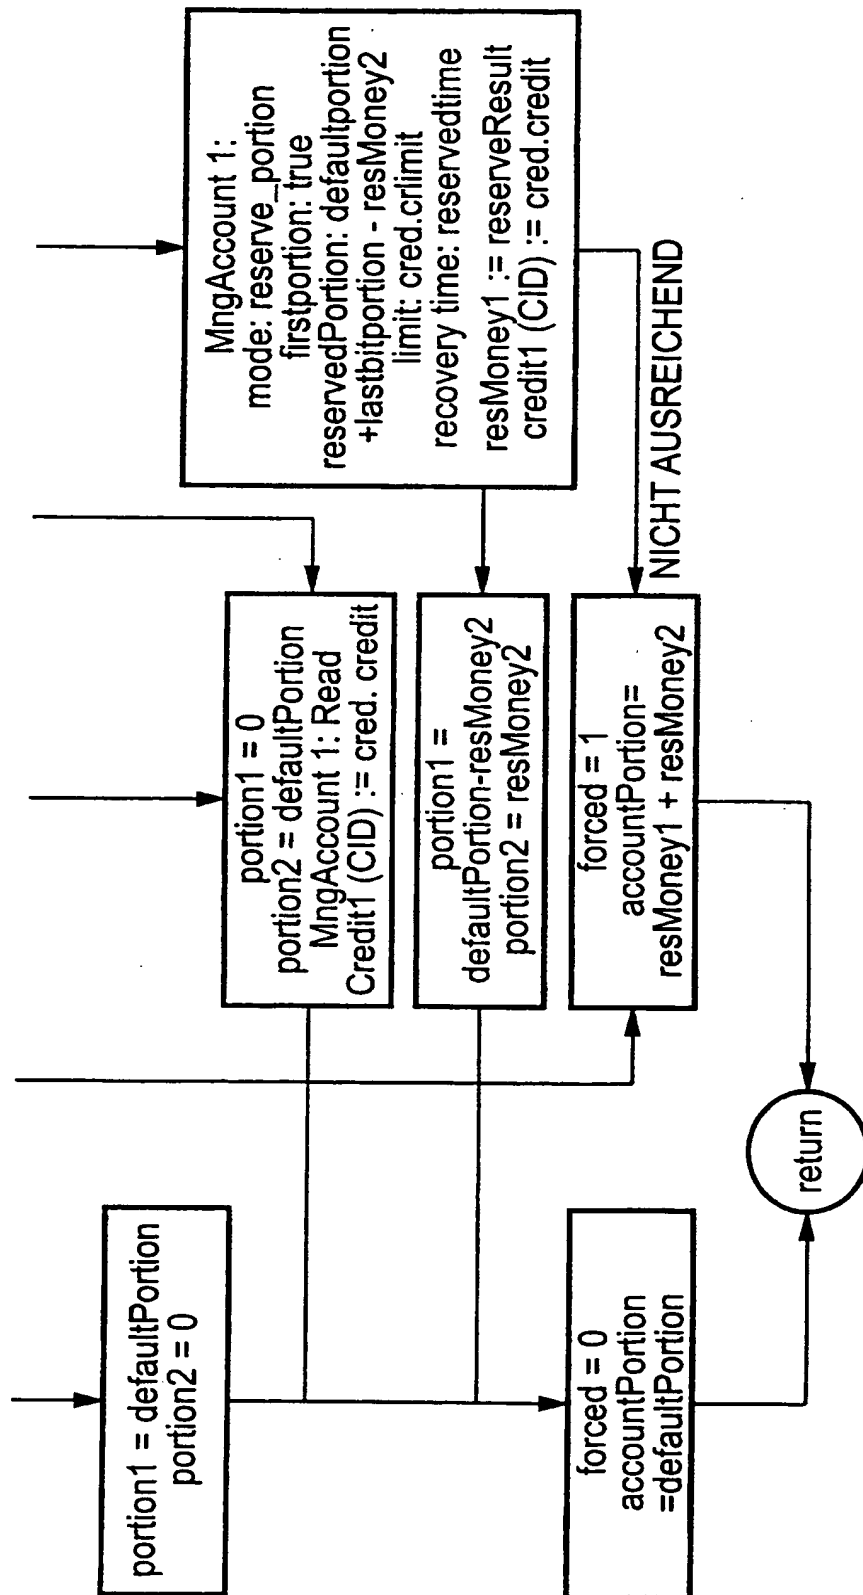 portion1 = defaultPortion
portion2 = 0
forced = 0
accountPortion
=defaultPortion
return
portion1 = 0
portion2 = defaultPortion
MngAccount 1: Read
Credit1 (CID) := cred. credit
portion1 =
defaultPortion-resMoney2
portion2 = resMoney2
forced = 1
accountPortion=
resMoney1 + resMoney2
MngAccount 1:
mode: reserve_portion
firstportion: true
reservedPortion: defaultportion
+lastbitportion - resMoney2
limit: cred.crlimit
recovery time: reservedtime
resMoney1 := reserveResult
credit1 (CID) := cred.credit
NICHT AUSREICHEND